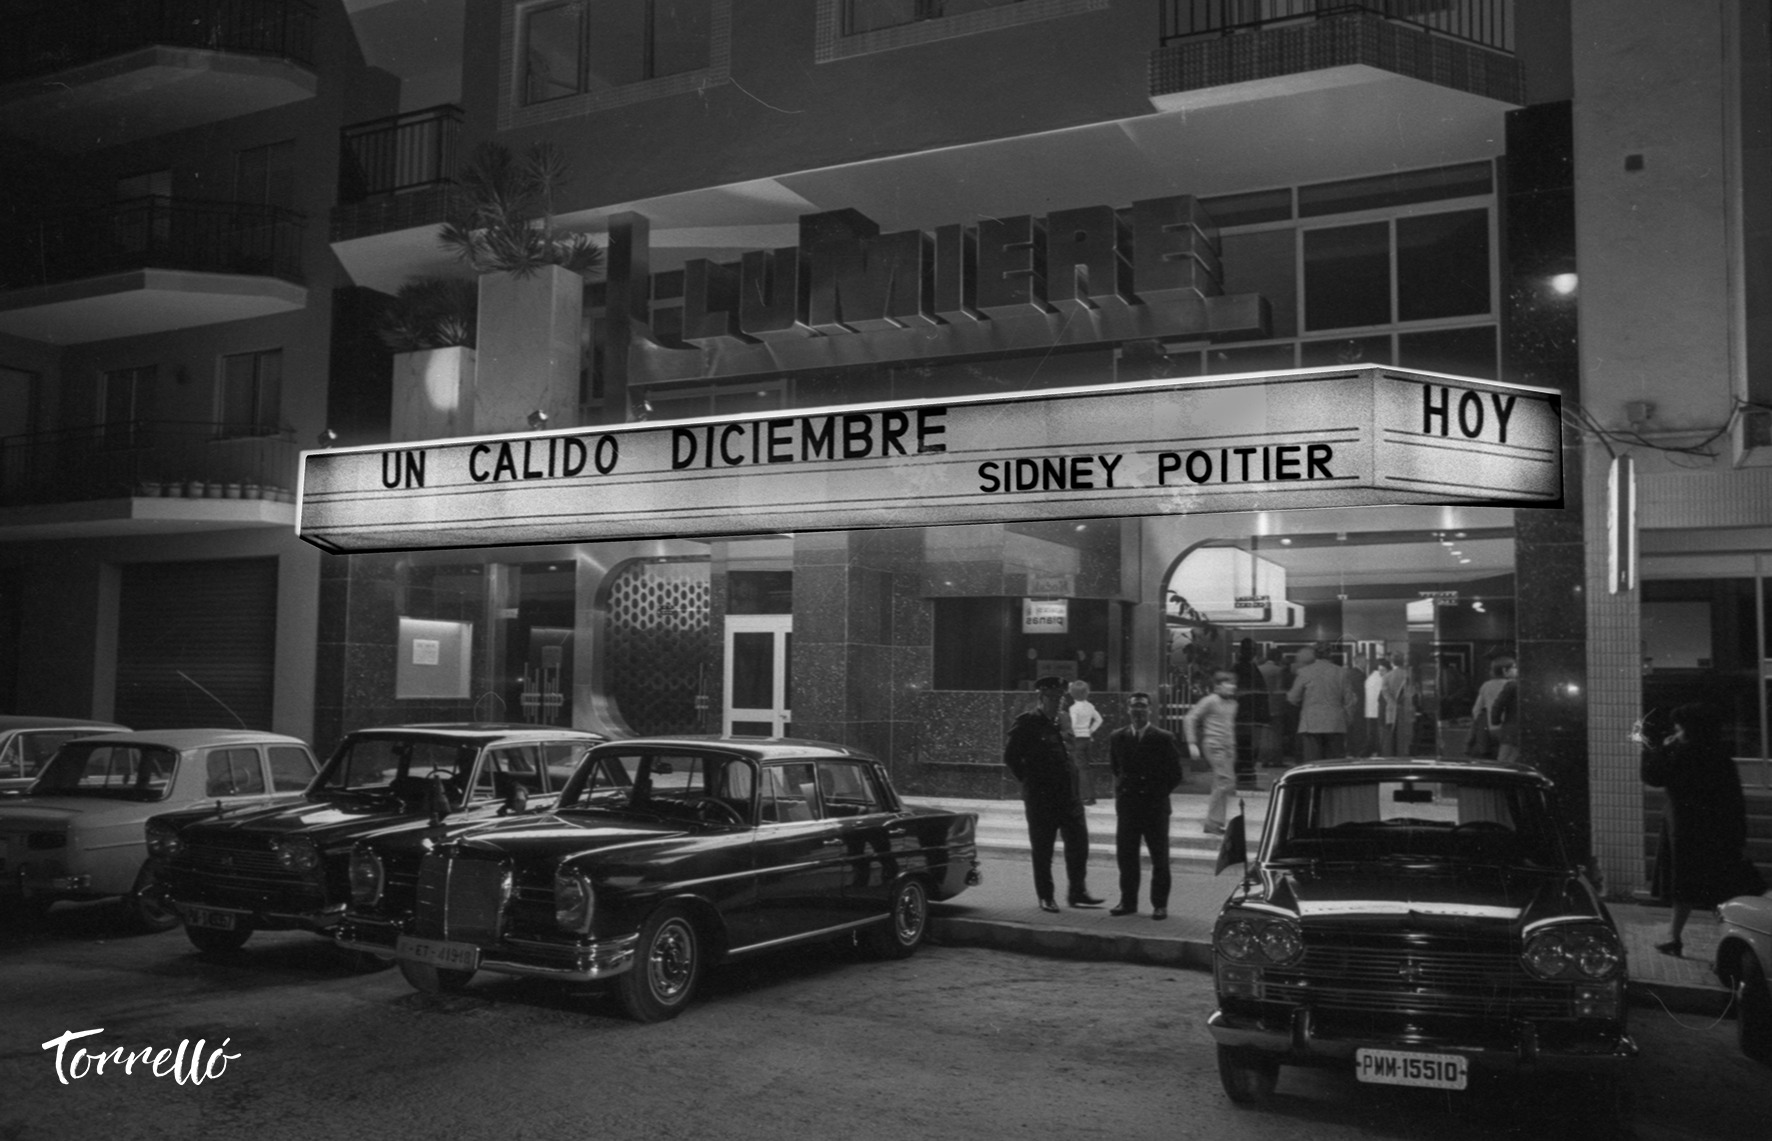 LUMIERE
UN CALIDO DICIEMBRE
SIDNEY POITIER
HOY
PMM-15510
Torrelló